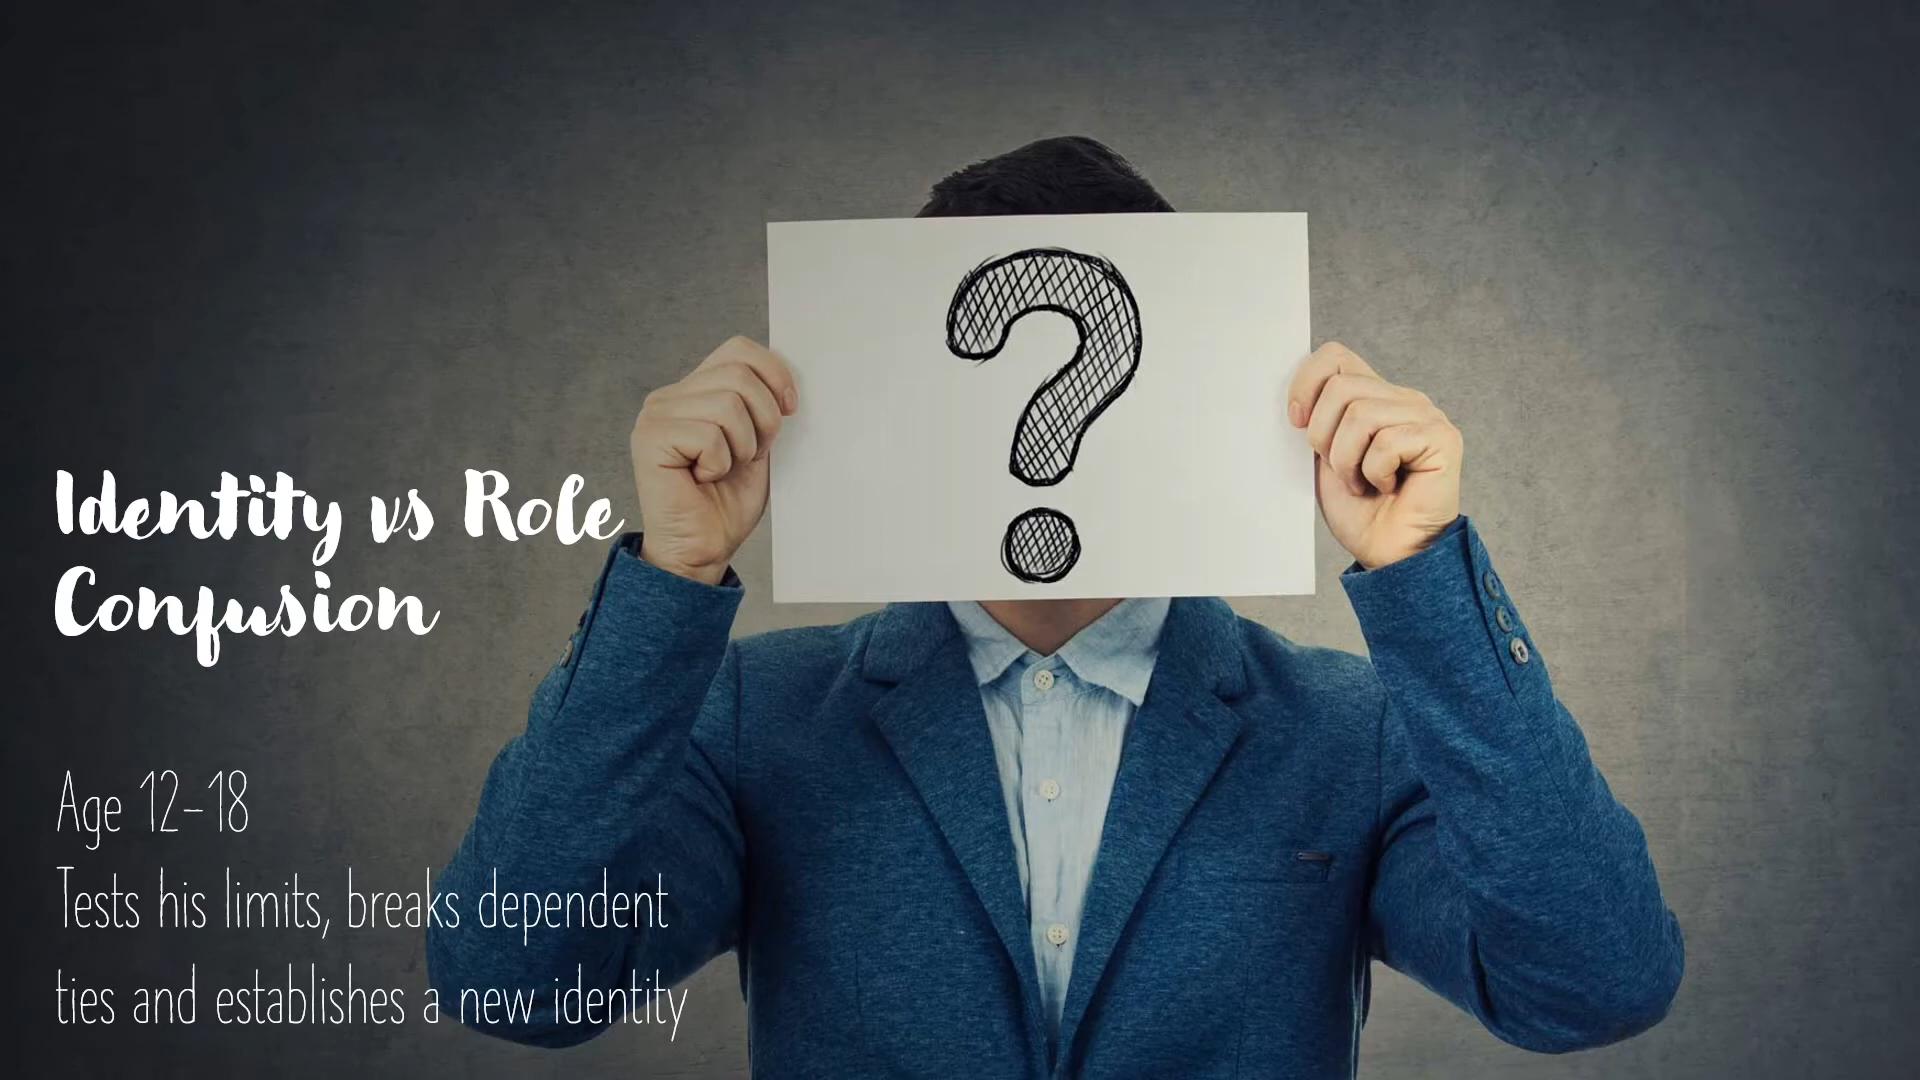 Identity vs Role
Confusion
Age 12-18
Tests his limits, breaks dependent
ties and establishes a new identity
?